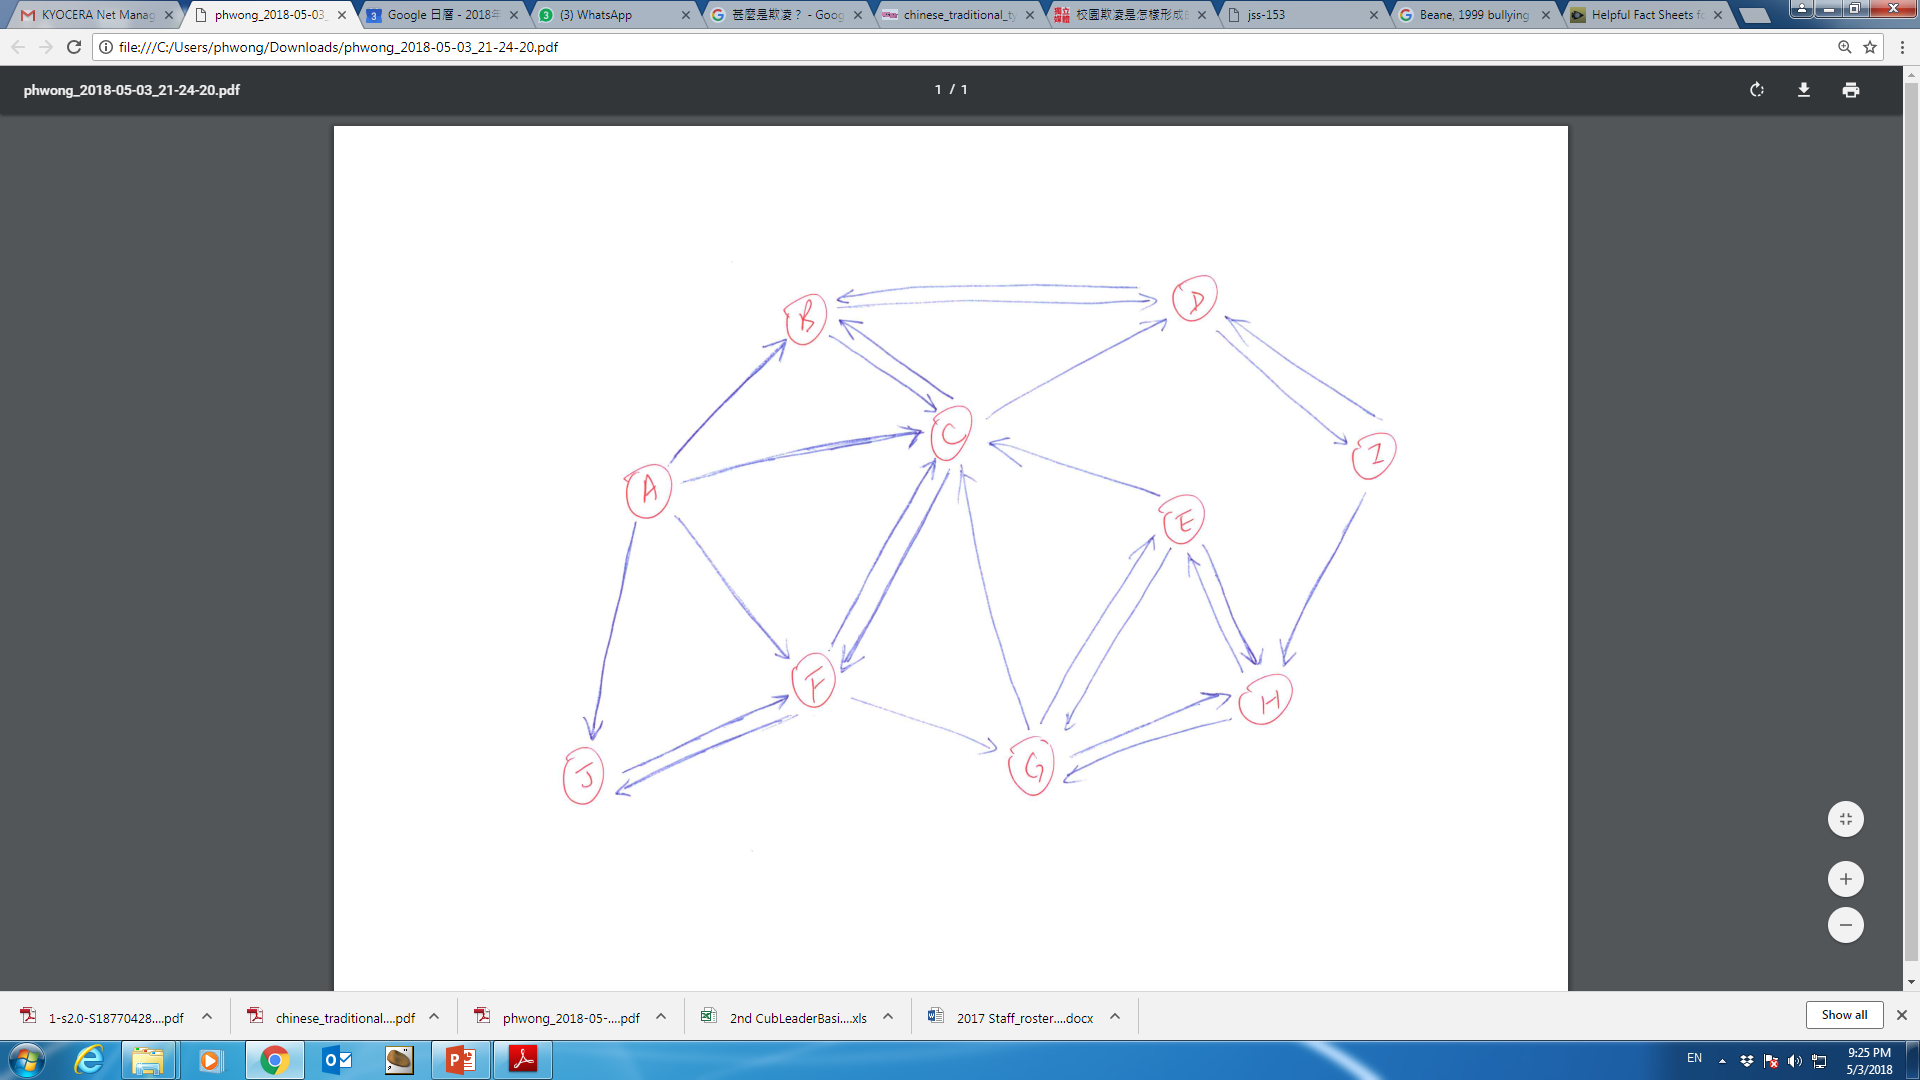 KYOCERA Net Manag
phwong_2018-05-03_
Google 日曆 - 2018年
(3) WhatsApp
甚麼是欺凌？ - Goog
chinese_traditional_ty
校園欺凌是怎樣形成的
jss-153
Beane, 1999 bullying
Helpful Fact Sheets fo
file:///C:/Users/phwong/Downloads/phwong_2018-05-03_21-24-20.pdf
phwong_2018-05-03_21-24-20.pdf
1 / 1
B
D
C
I
A
E
F
H
G
J
1-s2.0-S18770428....pdf
chinese_traditional....pdf
phwong_2018-05-....pdf
2nd CubLeaderBasi....xls
2017 Staff_roster....docx
Show all
EN
9:25 PM
5/3/2018